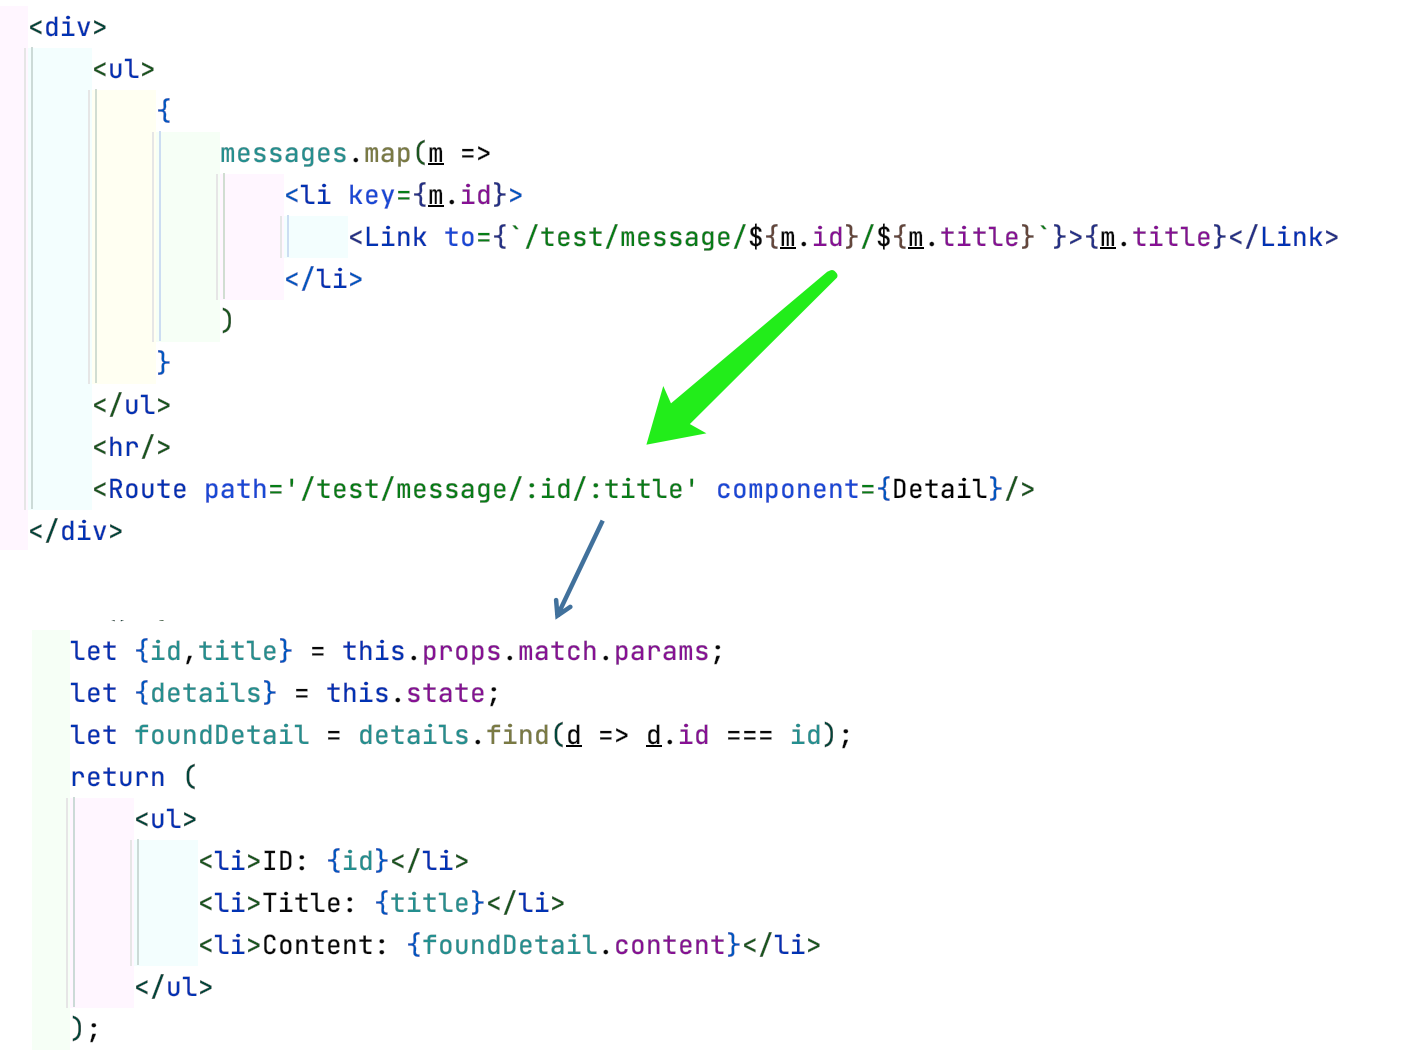 <div>
<ul>
{
messages.map(m =>
<li key={m.id}>
<Link to={`/test/message/${m.id}/${m.title}`}>{m.title}</Link>
</li>
)
}
</ul>
<hr/>
<Route path='/test/message/:id/:title' component={Detail}/>
</div>
let {id,title} = this.props.match.params;
let {details} = this.state;
let foundDetail = details.find(d => d.id === id);
return (
<ul>
<li>ID: {id}</li>
<li>Title: {title}</li>
<li>Content: {foundDetail.content}</li>
</ul>
);